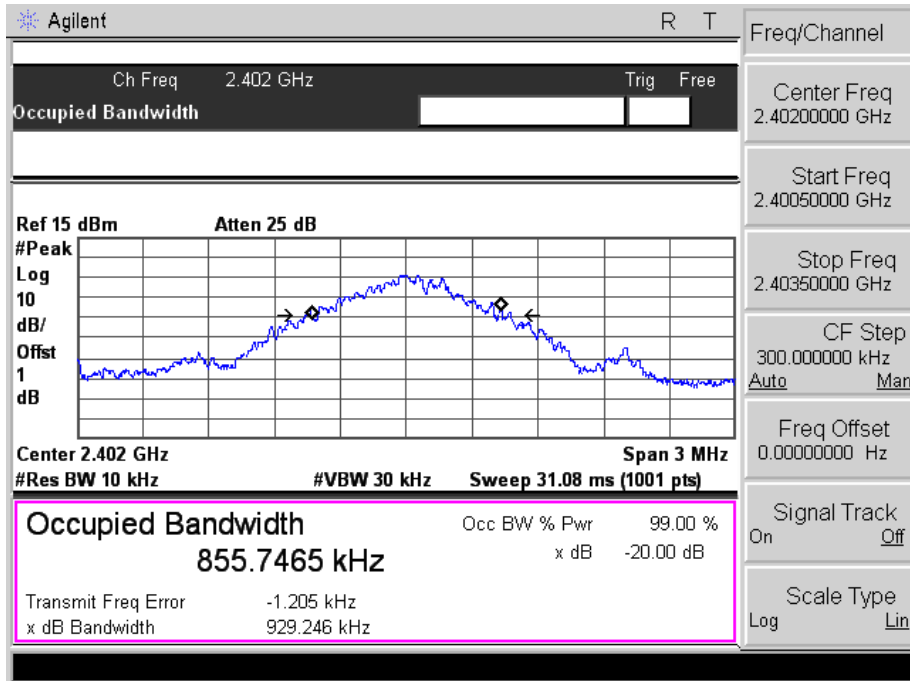 Agilent R T
Ch Freq 2.402 GHz Trig Free
Occupied Bandwidth
Ref 15 dBm Atten 25 dB
#Peak
Log
10
dB/
Offst
1
dB
Center 2.402 GHz Span 3 MHz
#Res BW 10 kHz #VBW 30 kHz Sweep 31.08 ms (1001 pts)
Occupied Bandwidth
855.7465 kHz
Occ BW % Pwr 99.00 %
x dB -20.00 dB
Transmit Freq Error -1.205 kHz
x dB Bandwidth 929.246 kHz
Freq/Channel
Center Freq
2.40200000 GHz
Start Freq
2.40050000 GHz
Stop Freq
2.40350000 GHz
CF Step
300.000000 kHz
Auto Man
Freq Offset
0.00000000 Hz
Signal Track
On Off
Scale Type
Log Lin